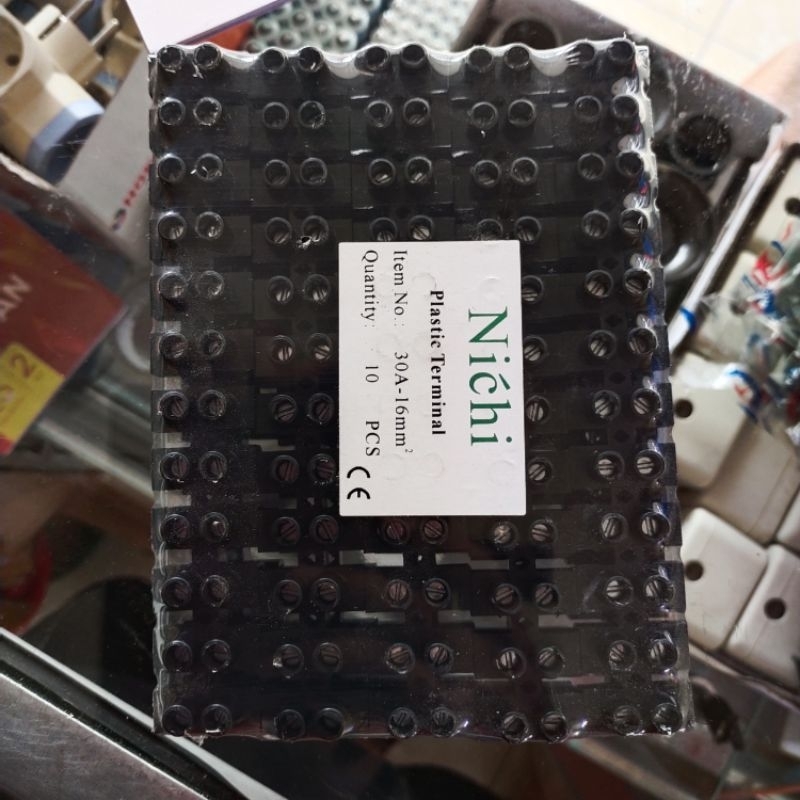 Nichi
Plastic Terminal
Item No.: 30A-16mm²
Quantity: 10 PCS
CE